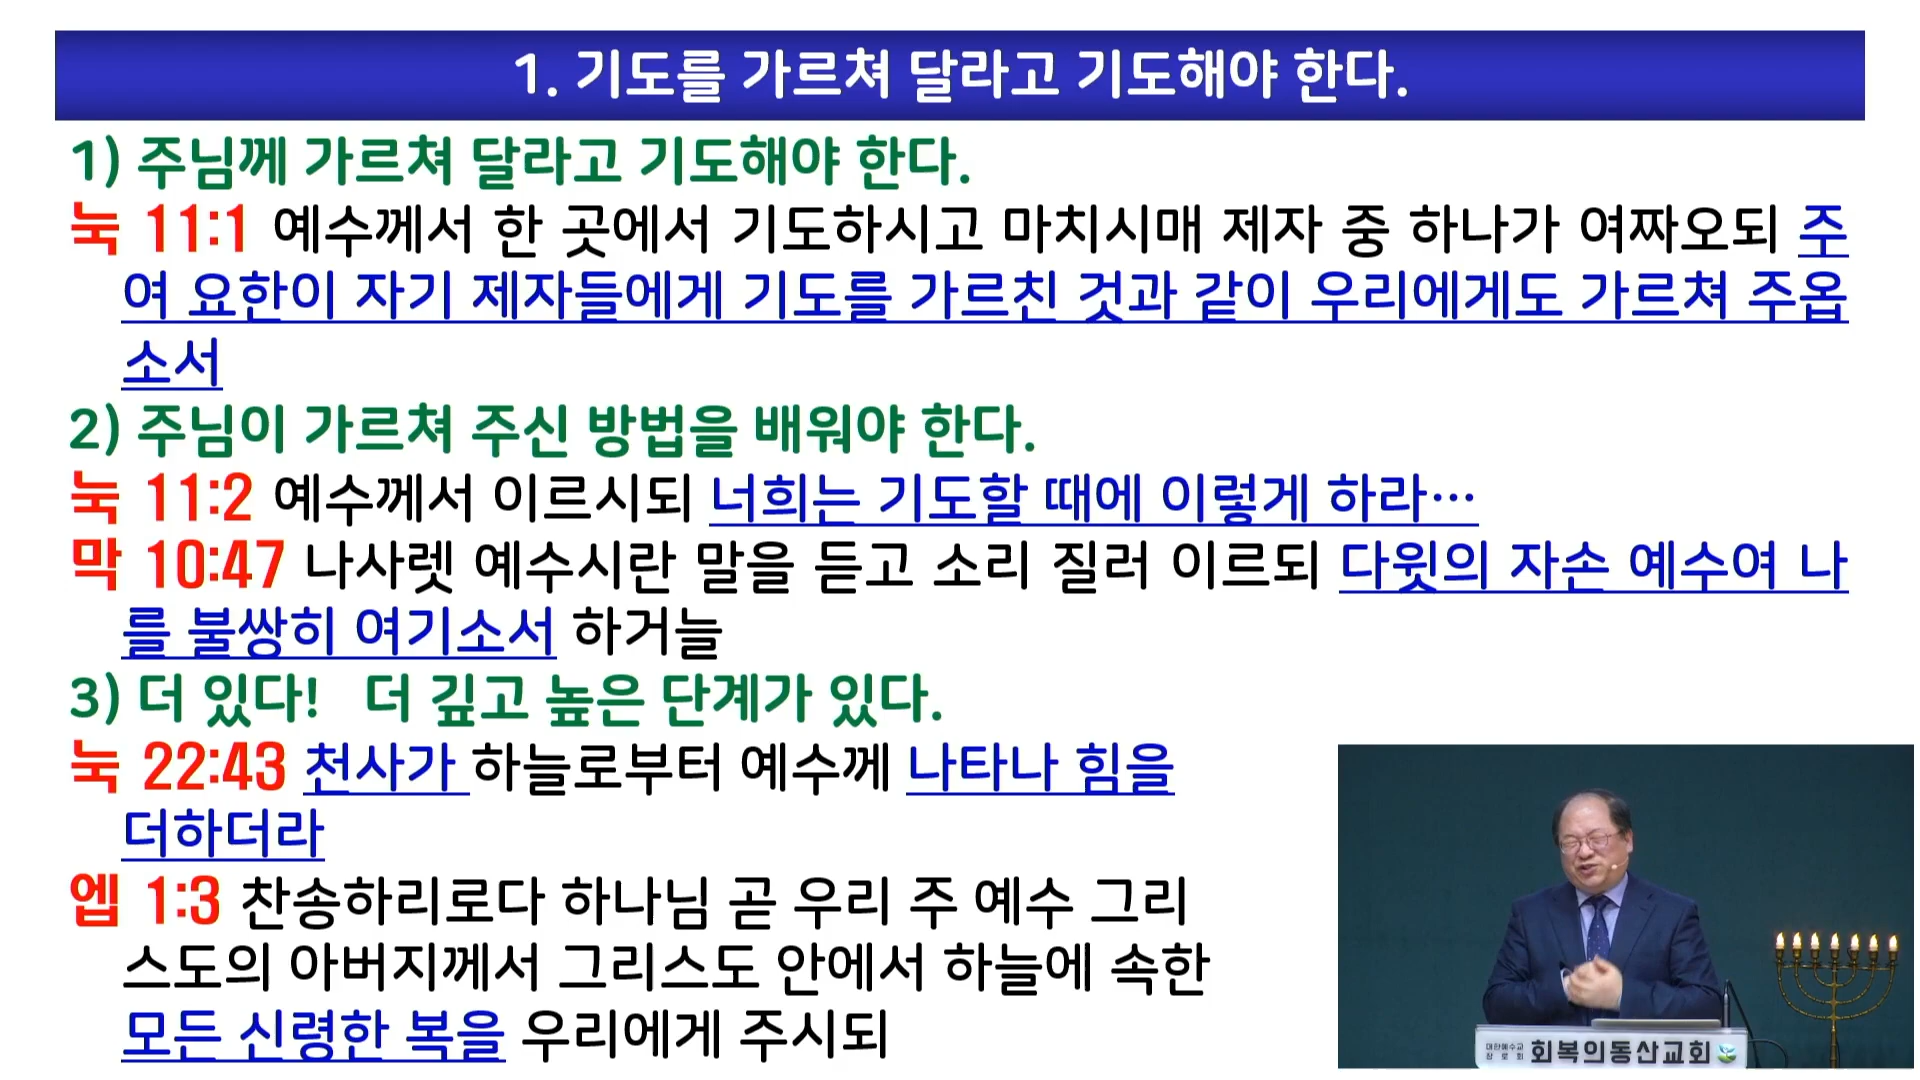 1. 기도를 가르쳐 달라고 기도해야 한다.
1) 주님께 가르쳐 달라고 기도해야 한다.
눅 11:1 예수께서 한 곳에서 기도하시고 마치시매 제자 중 하나가 여짜오되 주
여 요한이 자기 제자들에게 기도를 가르친 것과 같이 우리에게도 가르쳐 주옵
소서
2) 주님이 가르쳐 주신 방법을 배워야 한다.
눅 11:2 예수께서 이르시되 너희는 기도할 때에 이렇게 하라…
막 10:47 나사렛 예수시란 말을 듣고 소리 질러 이르되 다윗의 자손 예수여 나
를 불쌍히 여기소서 하거늘
3) 더 있다! 더 깊고 높은 단계가 있다.
눅 22:43 천사가 하늘로부터 예수께 나타나 힘을
더하더라
엡 1:3 찬송하리로다 하나님 곧 우리 주 예수 그리
스도의 아버지께서 그리스도 안에서 하늘에 속한
모든 신령한 복을 우리에게 주시되
대한예수교
장로회
회복의동산교회